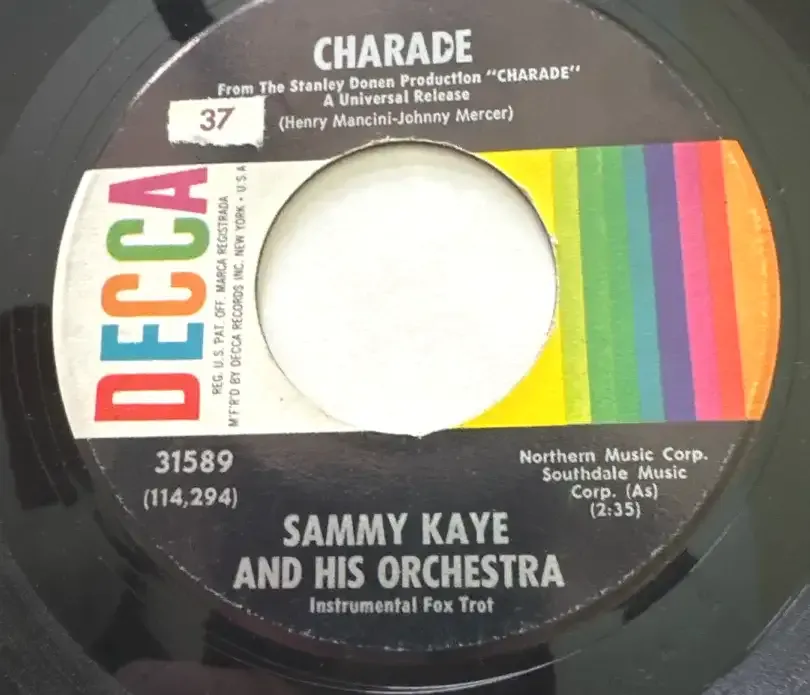 CHARADE
From The Stanley Donen Production "CHARADE"
A Universal Release
(Henry Mancini-Johnny Mercer)
37
DECCA
REG. U.S. PAT. OFF. MARCA REGISTRADA
M'F'R'D BY DECCA RECORDS INC. NEW YORK • U S A
31589
(114,294)
Northern Music Corp.
Southdale Music
Corp. (As)
(2:35)
SAMMY KAYE
AND HIS ORCHESTRA
Instrumental Fox Trot